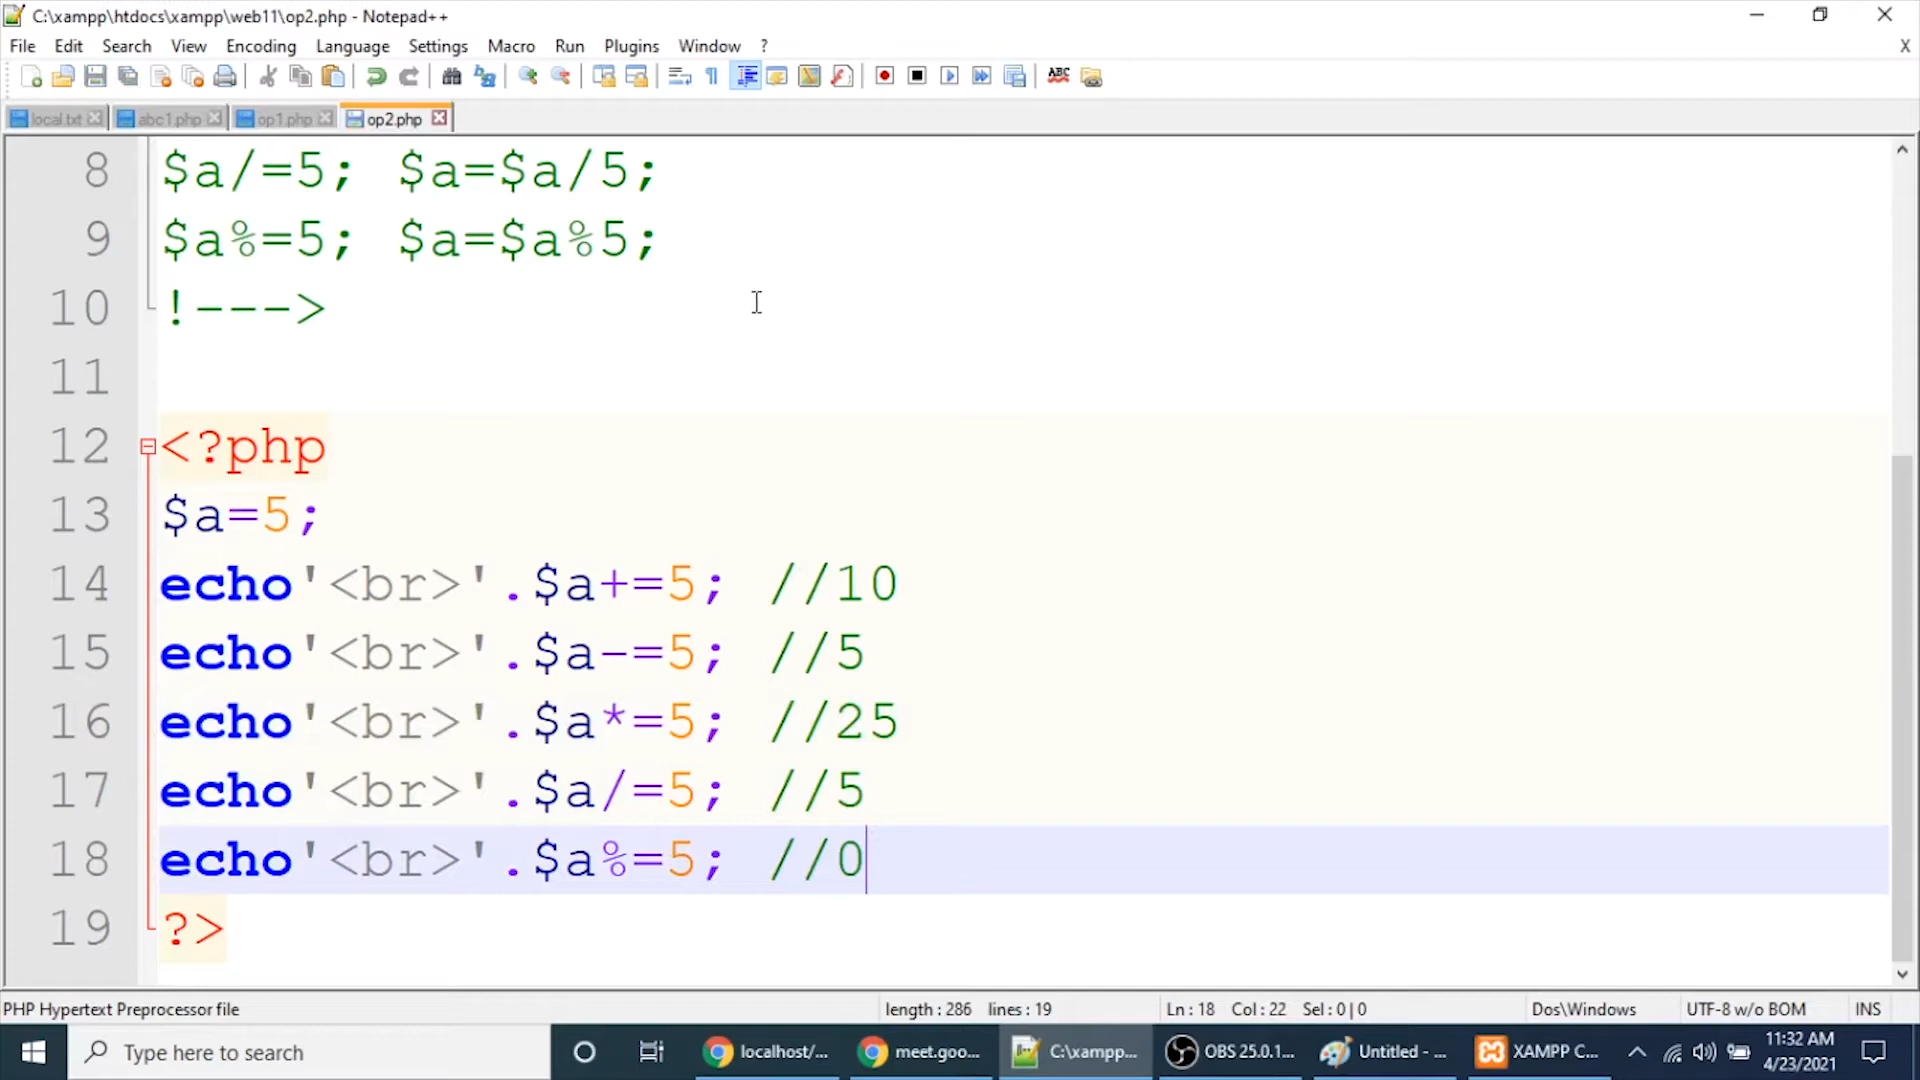 C:\xampp\htdocs\xampp\web11\op2.php - Notepad++
File Edit Search View Encoding Language Settings Macro Run Plugins Window ?
X
ABC
local.txt abc1.php op1.php op2.php
8 $a/=5; $a=$a/5;
9 $a%=5; $a=$a%5;
10 !--->
11
12 <?php
13 $a=5;
14 echo'<br>'.$a+=5; //10
15 echo'<br>'.$a-=5; //5
16 echo'<br>'.$a*=5; //25
17 echo'<br>'.$a/=5; //5
18 echo'<br>'.$a%=5; //0
19 ?>
PHP Hypertext Preprocessor file length : 286 lines : 19 Ln : 18 Col : 22 Sel : 0 | 0 Dos\Windows UTF-8 w/o BOM INS
Type here to search localhost/... meet.goo... C:\xampp... OBS 25.0.1... Untitled - ... XAMPP C... 11:32 AM
4/23/2021